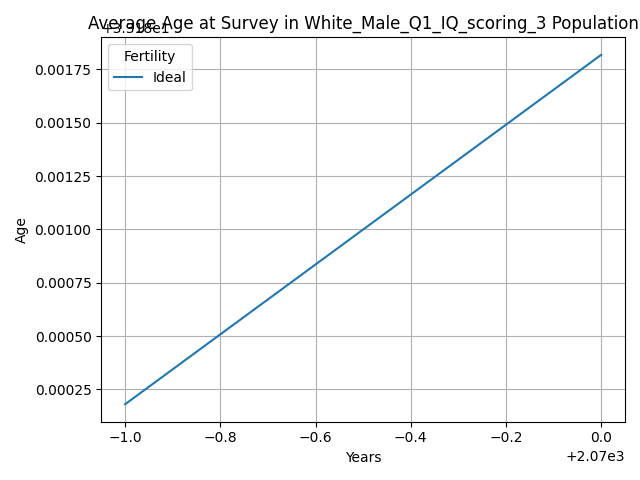 Average Age at Survey in White_Male_Q1_IQ_scoring_3 Population
+3.318e1
Fertility
Ideal
0.00175
0.00150
0.00125
0.00100
0.00075
0.00050
0.00025
Age
−1.0 −0.8 −0.6 −0.4 −0.2 0.0
Years
+2.07e3